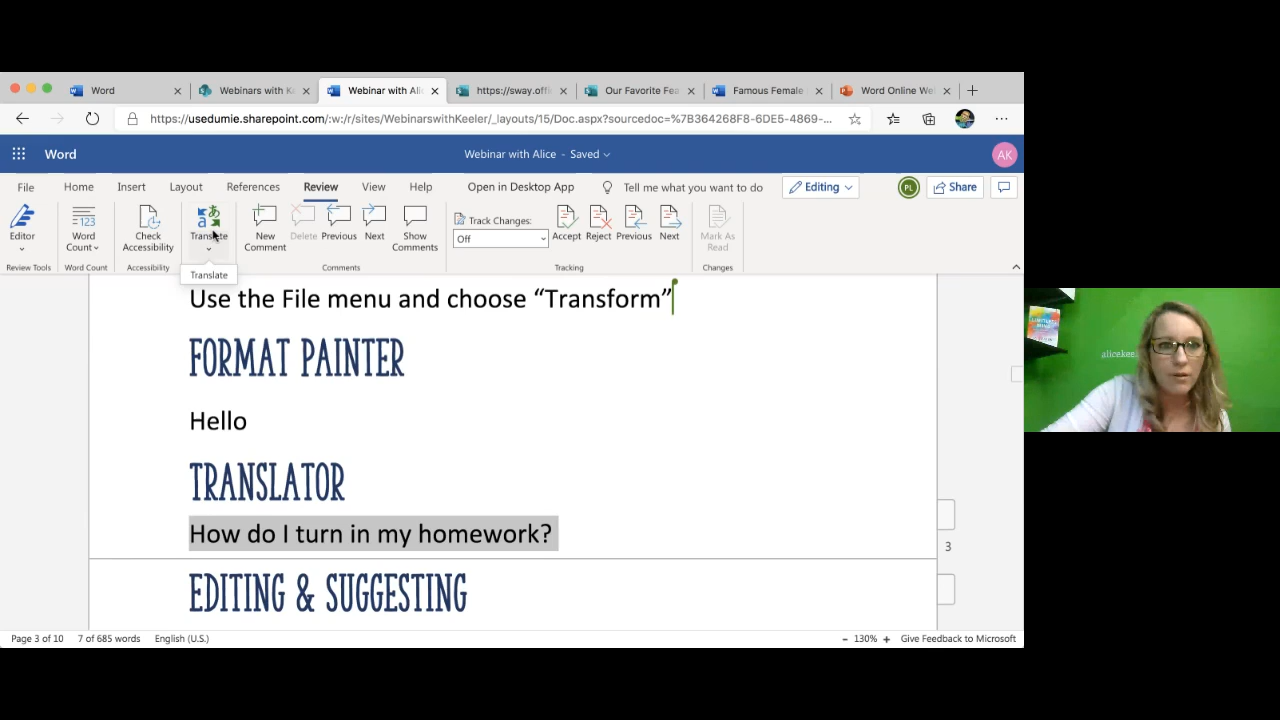 Word
Webinars with K
Webinar with Ali
https://sway.offi
Our Favorite Fea
Famous Female
Word Online We
https://usedumie.sharepoint.com/:w:/r/sites/WebinarswithKeeler/_layouts/15/Doc.aspx?sourcedoc=%7B364268F8-6DE5-4869-...
Word
Webinar with Alice - Saved
AK
File Home Insert Layout References Review View Help Open in Desktop App Tell me what you want to do Editing PL Share
Editor
Word Count
Check Accessibility
Translate
New Comment
Delete
Previous
Next
Show Comments
Track Changes:
Off
Accept
Reject
Previous
Next
Mark As Read
Review Tools Word Count Accessibility Comments Tracking Changes
Translate
Use the File menu and choose “Transform”
FORMAT PAINTER
Hello
TRANSLATOR
How do I turn in my homework?
3
EDITING & SUGGESTING
Page 3 of 10 7 of 685 words English (U.S.) - 130% + Give Feedback to Microsoft